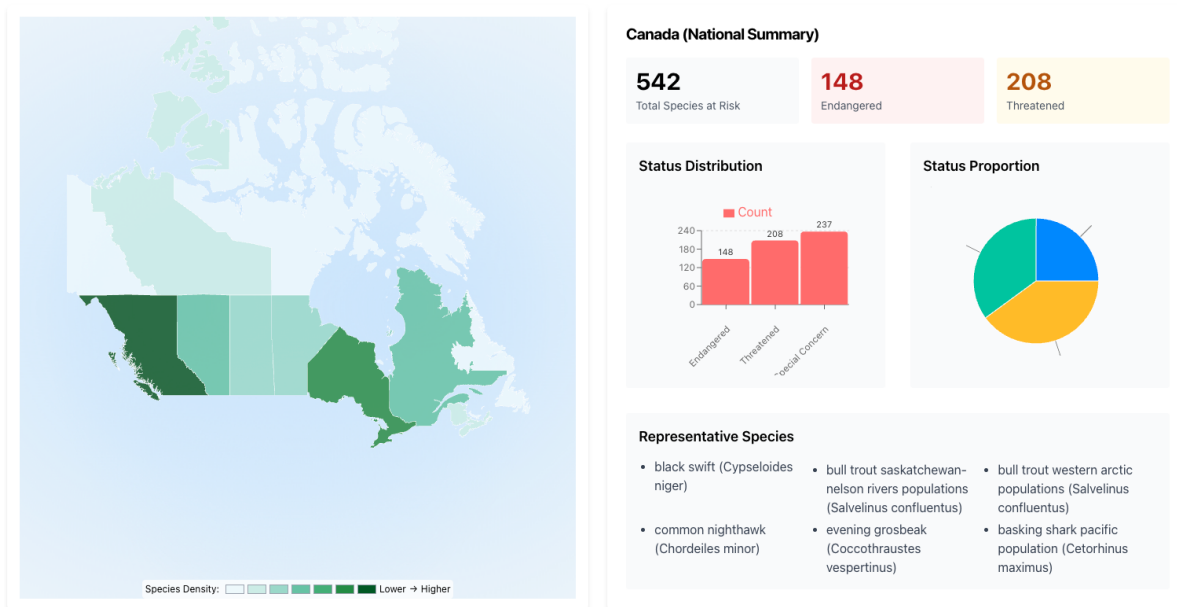 Species Density:
Lower → Higher
Canada (National Summary)
542
Total Species at Risk
148
Endangered
208
Threatened
Status Distribution
Count
240
180
120
60
0
148
208
237
Endangered
Threatened
pecial Concern
Status Proportion
Representative Species
• black swift (Cypseloides
niger)
• bull trout saskatchewan-
nelson rivers populations
(Salvelinus confluentus)
• bull trout western arctic
populations (Salvelinus
confluentus)
• common nighthawk
(Chordeiles minor)
• evening grosbeak
(Coccothraustes
vespertinus)
• basking shark pacific
population (Cetorhinus
maximus)